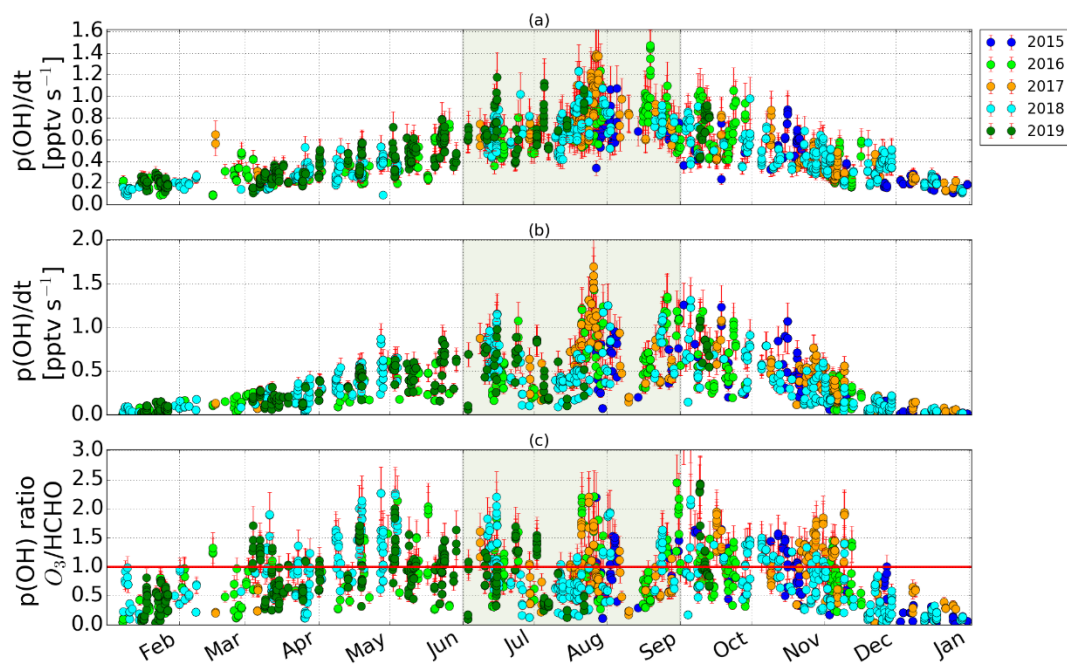 (a)
p(OH)/dt
[pptv s⁻¹]
1.6
1.4
1.2
1.0
0.8
0.6
0.4
0.2
0.0
2015
2016
2017
2018
2019
(b)
p(OH)/dt
[pptv s⁻¹]
2.0
1.5
1.0
0.5
0.0
(c)
p(OH) ratio
O₃/HCHO
3.0
2.5
2.0
1.5
1.0
0.5
0.0
Feb Mar Apr May Jun Jul Aug Sep Oct Nov Dec Jan